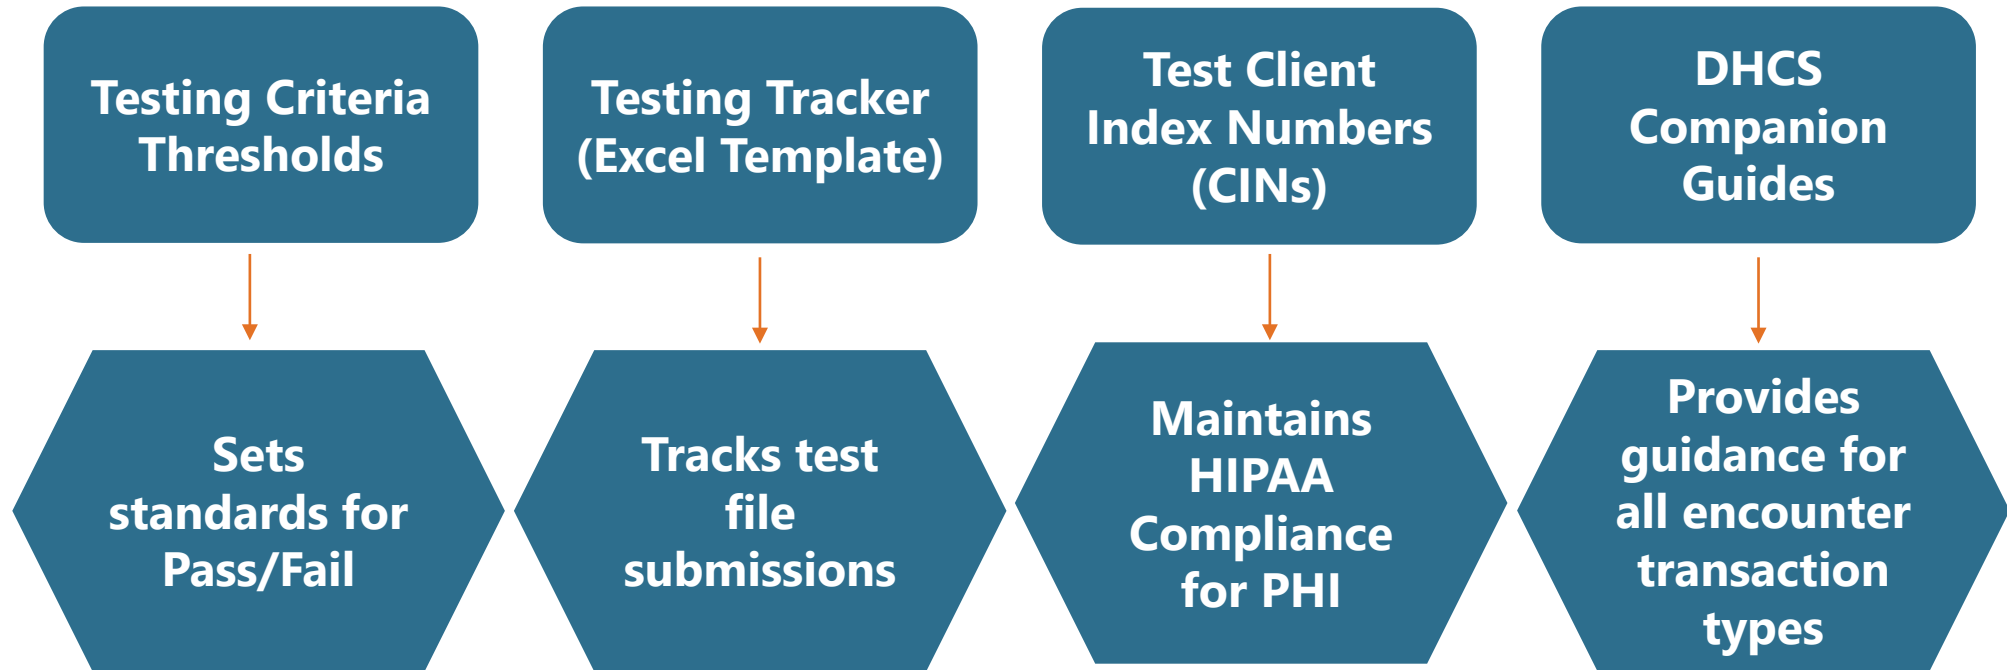 Testing Criteria
Thresholds
Testing Tracker
(Excel Template)
Test Client
Index Numbers
(CINs)
DHCS
Companion
Guides
Sets
standards for
Pass/Fail
Tracks test
file
submissions
Maintains
HIPAA
Compliance
for PHI
Provides
guidance for
all encounter
transaction
types